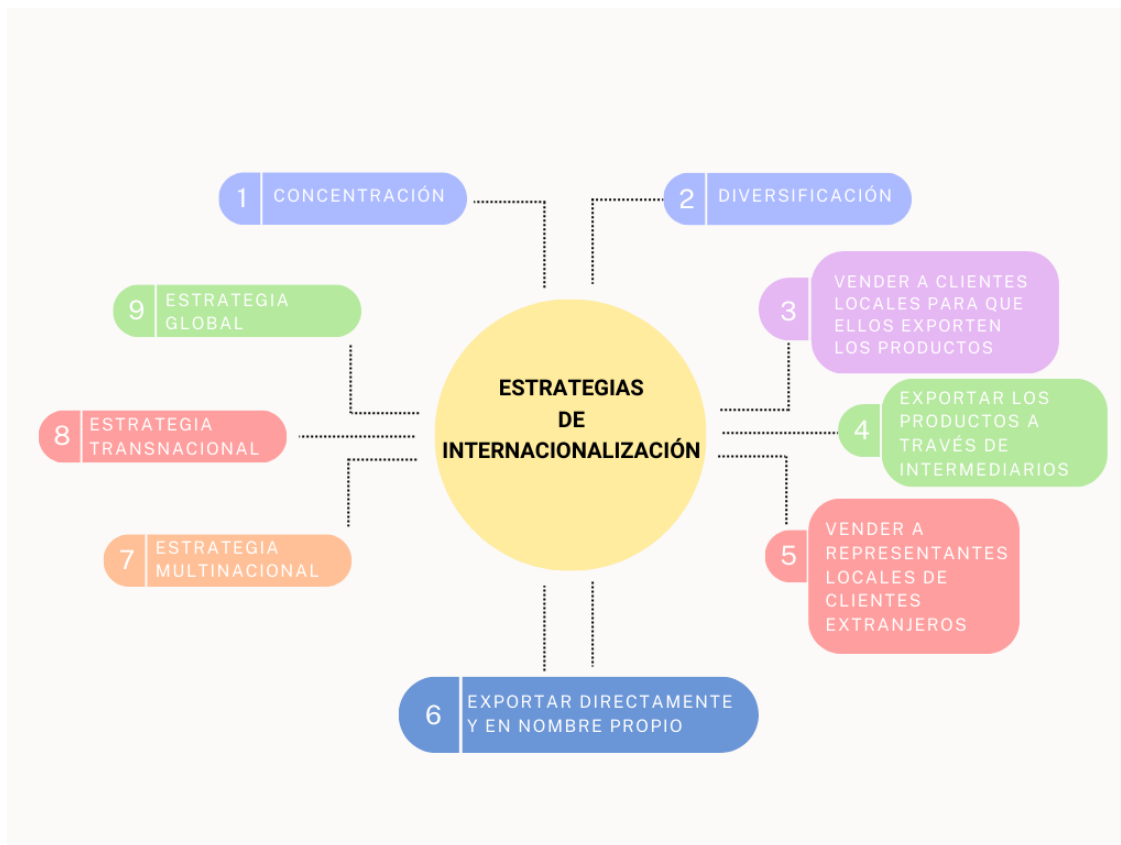 1 CONCENTRACIÓN
2 DIVERSIFICACIÓN
3 VENDER A CLIENTES
LOCALES PARA QUE
ELLOS EXPORTEN
LOS PRODUCTOS
4 EXPORTAR LOS
PRODUCTOS A
TRAVÉS DE
INTERMEDIARIOS
5 VENDER A
REPRESENTANTES
LOCALES DE
CLIENTES
EXTRANJEROS
6 EXPORTAR DIRECTAMENTE
Y EN NOMBRE PROPIO
7 ESTRATEGIA
MULTINACIONAL
8 ESTRATEGIA
TRANSNACIONAL
9 ESTRATEGIA
GLOBAL
ESTRATEGIAS
DE
INTERNACIONALIZACIÓN